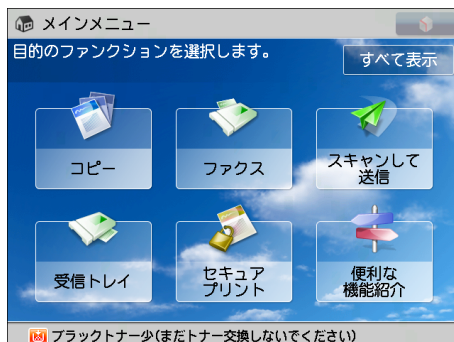 メインメニュー
目的のファンクションを選択します。
すべて表示
コピー
ファクス
スキャンして
送信
受信トレイ
セキュア
プリント
便利な
機能紹介
ブラックトナー少(まだトナー交換しないでください)